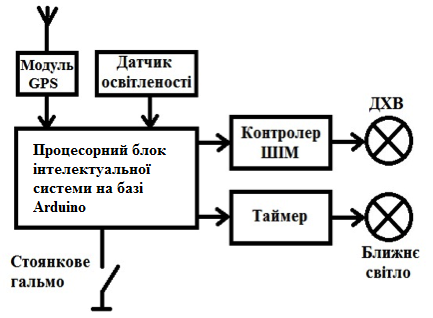 Модуль
GPS
Датчик
освітленості
Процесорний блок
інтелектуальної
системи на базі
Arduino
Контролер
ШІМ
ДХВ
Таймер
Ближнє
світло
Стоянкове
гальмо